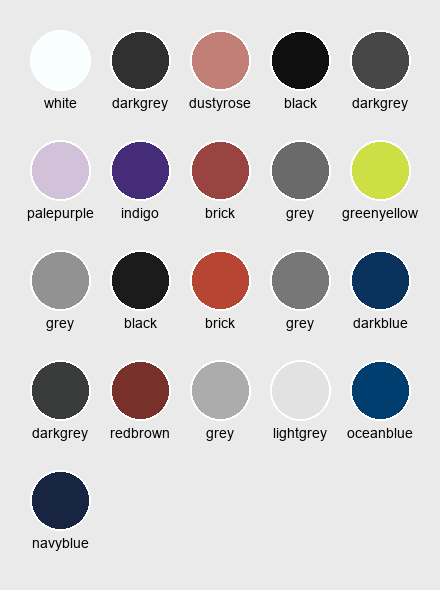 white darkgrey dustyrose black darkgrey
palepurple indigo brick grey greenyellow
grey black brick grey darkblue
darkgrey redbrown grey lightgrey oceanblue
navyblue